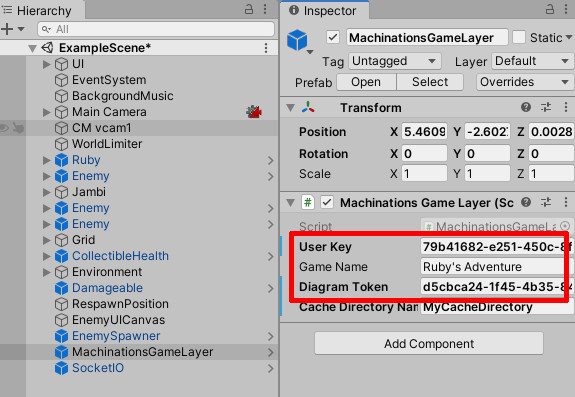 Hierarchy
All
ExampleScene*
UI
EventSystem
BackgroundMusic
Main Camera
CM vcam1
WorldLimiter
Ruby
Enemy
Jambi
Enemy
Enemy
Grid
CollectibleHealth
Environment
Damageable
RespawnPosition
EnemyUICanvas
EnemySpawner
MachinationsGameLayer
SocketIO
Inspector
MachinationsGameLayer Static
Tag Untagged Layer Default
Prefab Open Select Overrides
Transform
Position X 5.4609 Y -2.602 Z 0.0028
Rotation X 0 Y 0 Z 0
Scale X 1 Y 1 Z 1
# Machinations Game Layer (Sc
Script # MachinationsGameLa
User Key 79b41682-e251-450c-8f
Game Name Ruby's Adventure
Diagram Token d5cbca24-1f45-4b35-84
Cache Directory Nam MyCacheDirectory
Add Component